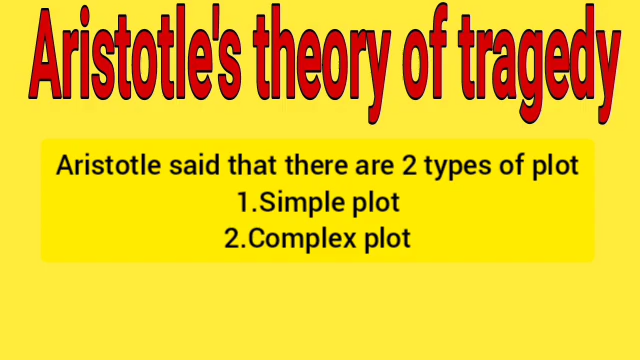 Aristotle's theory of tragedy
Aristotle said that there are 2 types of plot
1.Simple plot
2.Complex plot